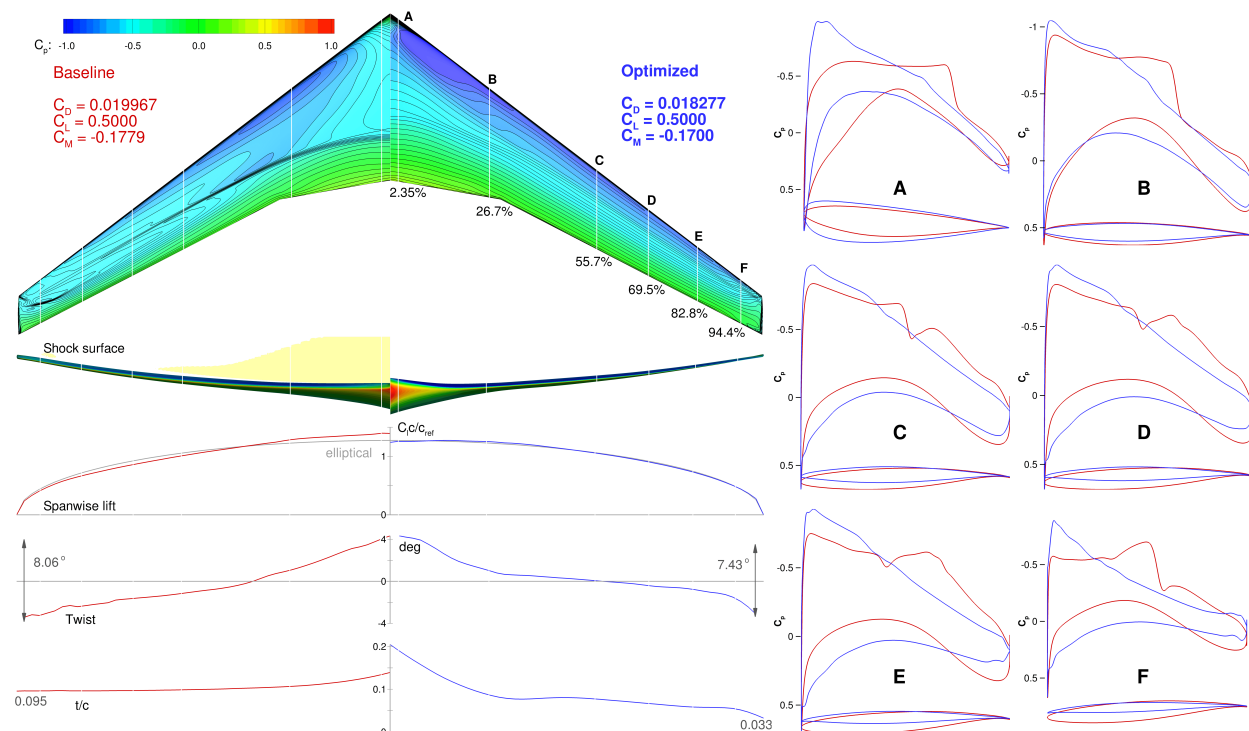 Cp: -1.0 -0.5 0.0 0.5 1.0
Baseline
CD = 0.019967
CL = 0.5000
CM = -0.1779
Optimized
CD = 0.018277
CL = 0.5000
CM = -0.1700
A
B
C
D
E
F
2.35%
26.7%
55.7%
69.5%
82.8%
94.4%
Shock surface
Clc/cref
elliptical
1
Spanwise lift
0
4
deg
8.06°
7.43°
0
Twist
-4
0.2
0.1
0.095
t/c
0.033
0
-0.5
Cp
0
0.5
A
-1
-0.5
Cp
0
0.5
B
-0.5
Cp
0
0.5
C
-0.5
Cp
0
0.5
D
-0.5
Cp
0
0.5
E
-0.5
Cp
0
0.5
F